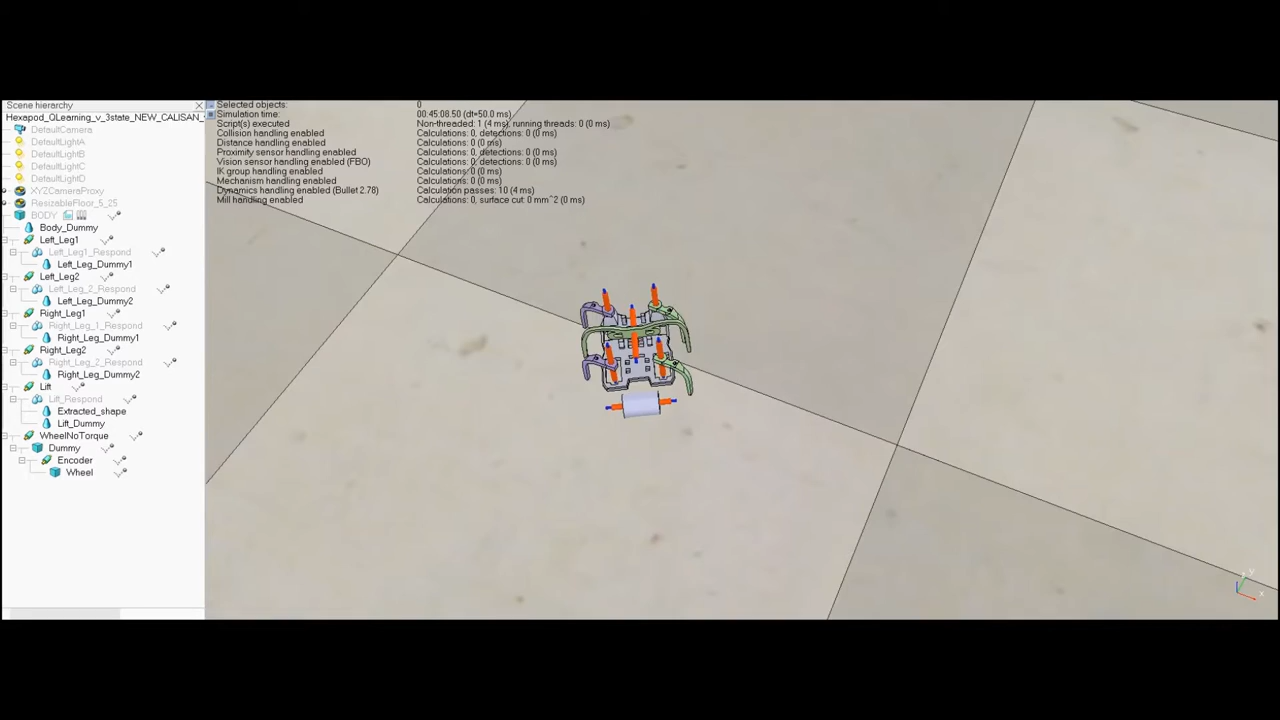 Scene hierarchy
Hexapod_QLearning_v_3state_NEW_CALISAN_
DefaultCamera
DefaultLightA
DefaultLightB
DefaultLightC
DefaultLightD
XYZCameraProxy
ResizableFloor_5_25
BODY
Body_Dummy
Left_Leg1
Left_Leg1_Respond
Left_Leg_Dummy1
Left_Leg2
Left_Leg_2_Respond
Left_Leg_Dummy2
Right_Leg1
Right_Leg_1_Respond
Right_Leg_Dummy1
Right_Leg2
Right_Leg_2_Respond
Right_Leg_Dummy2
Lift
Lift_Respond
Extracted_shape
Lift_Dummy
WheelNoTorque
Dummy
Encoder
Wheel
Selected objects: 0
Simulation time: 00:45:08.50 (dt=50.0 ms)
Script(s) executed Non-threaded: 1 (4 ms), running threads: 0 (0 ms)
Collision handling enabled Calculations: 0, detections: 0 (0 ms)
Distance handling enabled Calculations: 0 (0 ms)
Proximity sensor handling enabled Calculations: 0, detections: 0 (0 ms)
Vision sensor handling enabled (FBO) Calculations: 0, detections: 0 (0 ms)
IK group handling enabled Calculations: 0 (0 ms)
Mechanism handling enabled Calculations: 0 (0 ms)
Dynamics handling enabled (Bullet 2.78) Calculation passes: 10 (4 ms)
Mill handling enabled Calculations: 0, surface cut: 0 mm^2 (0 ms)
y
x